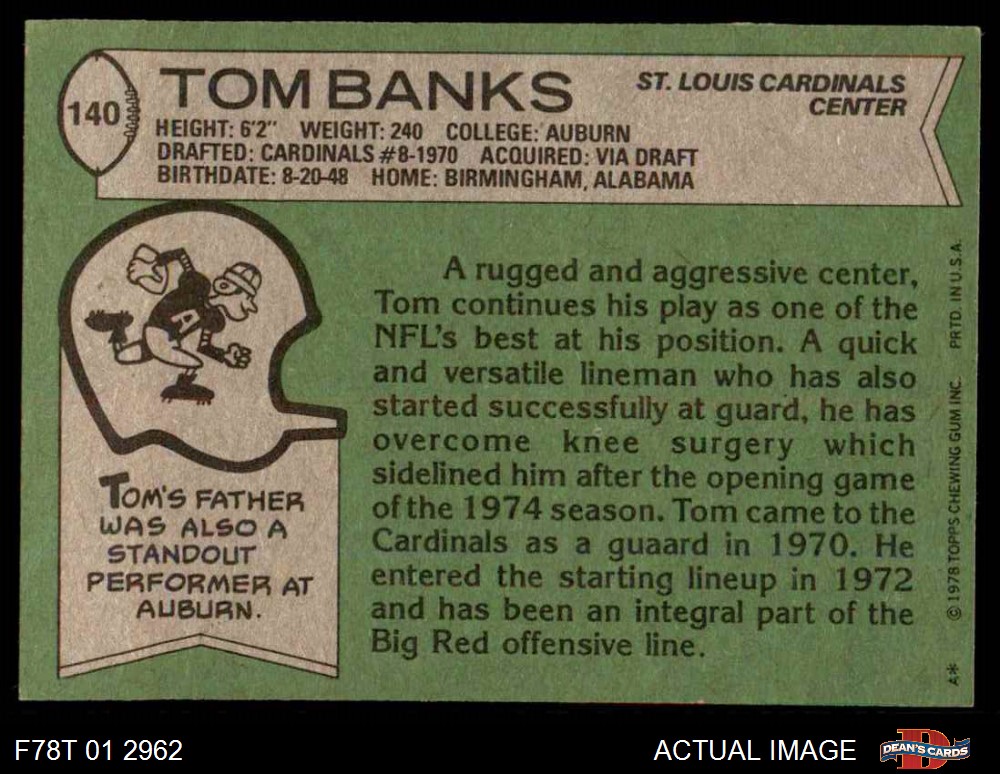 140
TOM BANKS
ST. LOUIS CARDINALS
CENTER
HEIGHT: 6'2" WEIGHT: 240 COLLEGE: AUBURN
DRAFTED: CARDINALS #8-1970 ACQUIRED: VIA DRAFT
BIRTHDATE: 8-20-48 HOME: BIRMINGHAM, ALABAMA
A
TOM'S FATHER
WAS ALSO A
STANDOUT
PERFORMER AT
AUBURN.
A rugged and aggressive center,
Tom continues his play as one of the
NFL's best at his position. A quick
and versatile lineman who has also
started successfully at guard, he has
overcome knee surgery which
sidelined him after the opening game
of the 1974 season. Tom came to the
Cardinals as a guaard in 1970. He
entered the starting lineup in 1972
and has been an integral part of the
Big Red offensive line.
A* © 1978 TOPPS CHEWING GUM INC. PRTD. IN U.S.A.
F78T 01 2962
ACTUAL IMAGE
DEAN'S CARDS